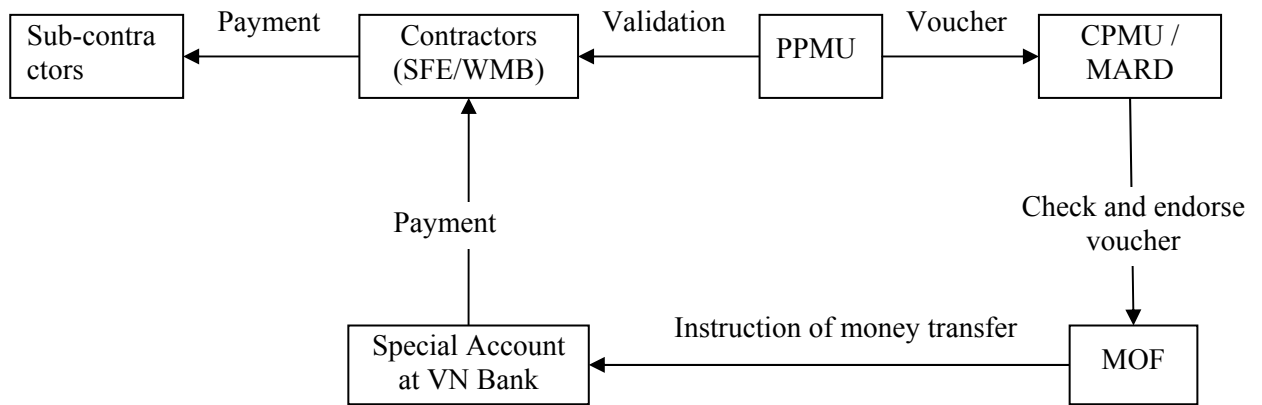 Payment
Validation
Voucher
Sub-contra
ctors
Contractors
(SFE/WMB)
PPMU
CPMU /
MARD
Payment
Check and endorse
voucher
Instruction of money transfer
Special Account
at VN Bank
MOF